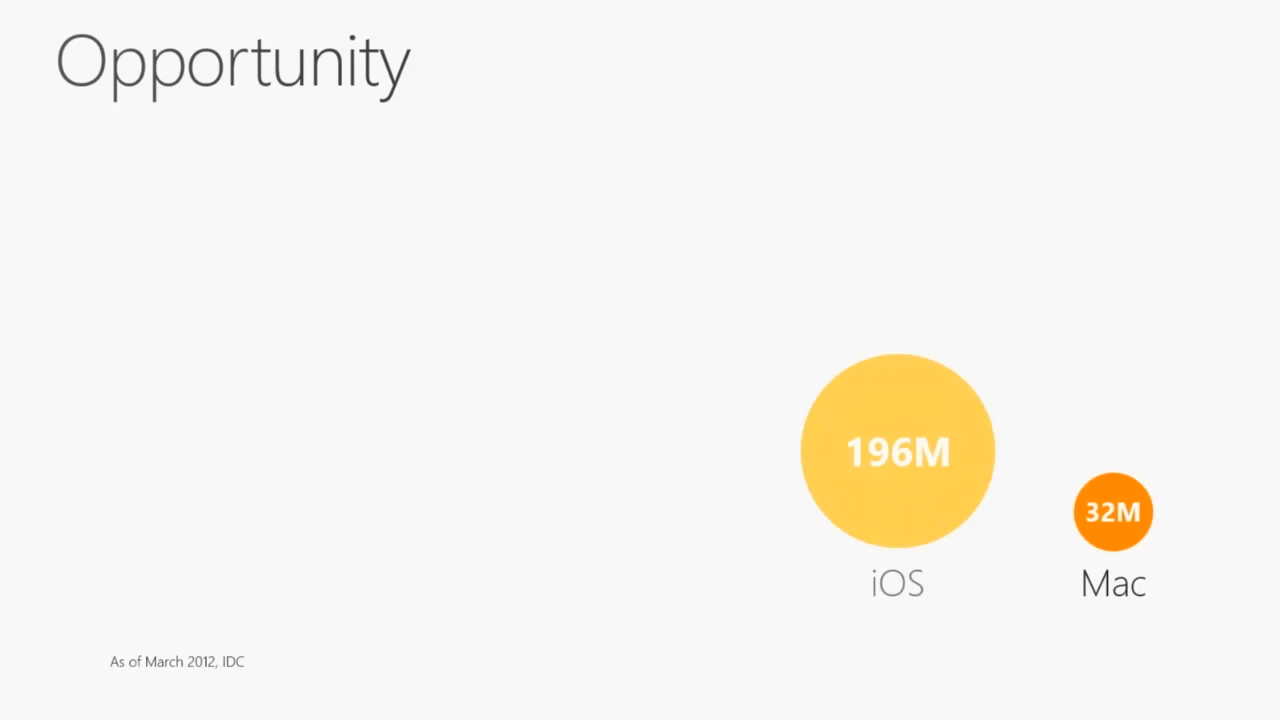 Opportunity
196M
32M
iOS
Mac
As of March 2012, IDC